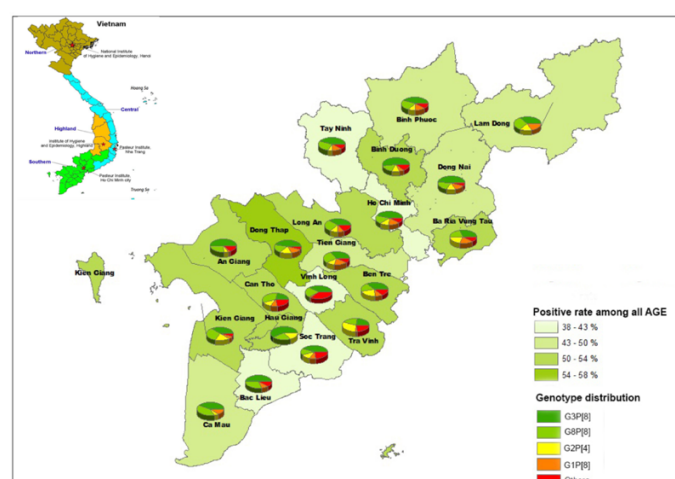 Vietnam
Northern
National Institute
of Hygiene and Epidemiology, Hanoi
Central
Highland
Institute of Hygiene
and Epidemiology, Highland
Pasteur Institute,
Nha Trang
Southern
Pasteur Institute,
Ho Chi Minh city
Truong Sa
Binh Phuoc
Lam Dong
Tay Ninh
Binh Duong
Dong Nai
Ho Chi Minh
Ba Ria Vung Tau
Long An
Dong Thap
Tien Giang
An Giang
Kien Giang
Vinh Long
Ben Tre
Can Tho
Kien Giang
Hau Giang
Soc Trang
Tra Vinh
Bac Lieu
Ca Mau
Positive rate among all AGE
38 - 43 %
43 - 50 %
50 - 54 %
54 - 58 %
Genotype distribution
G3P[8]
G8P[8]
G2P[4]
G1P[8]